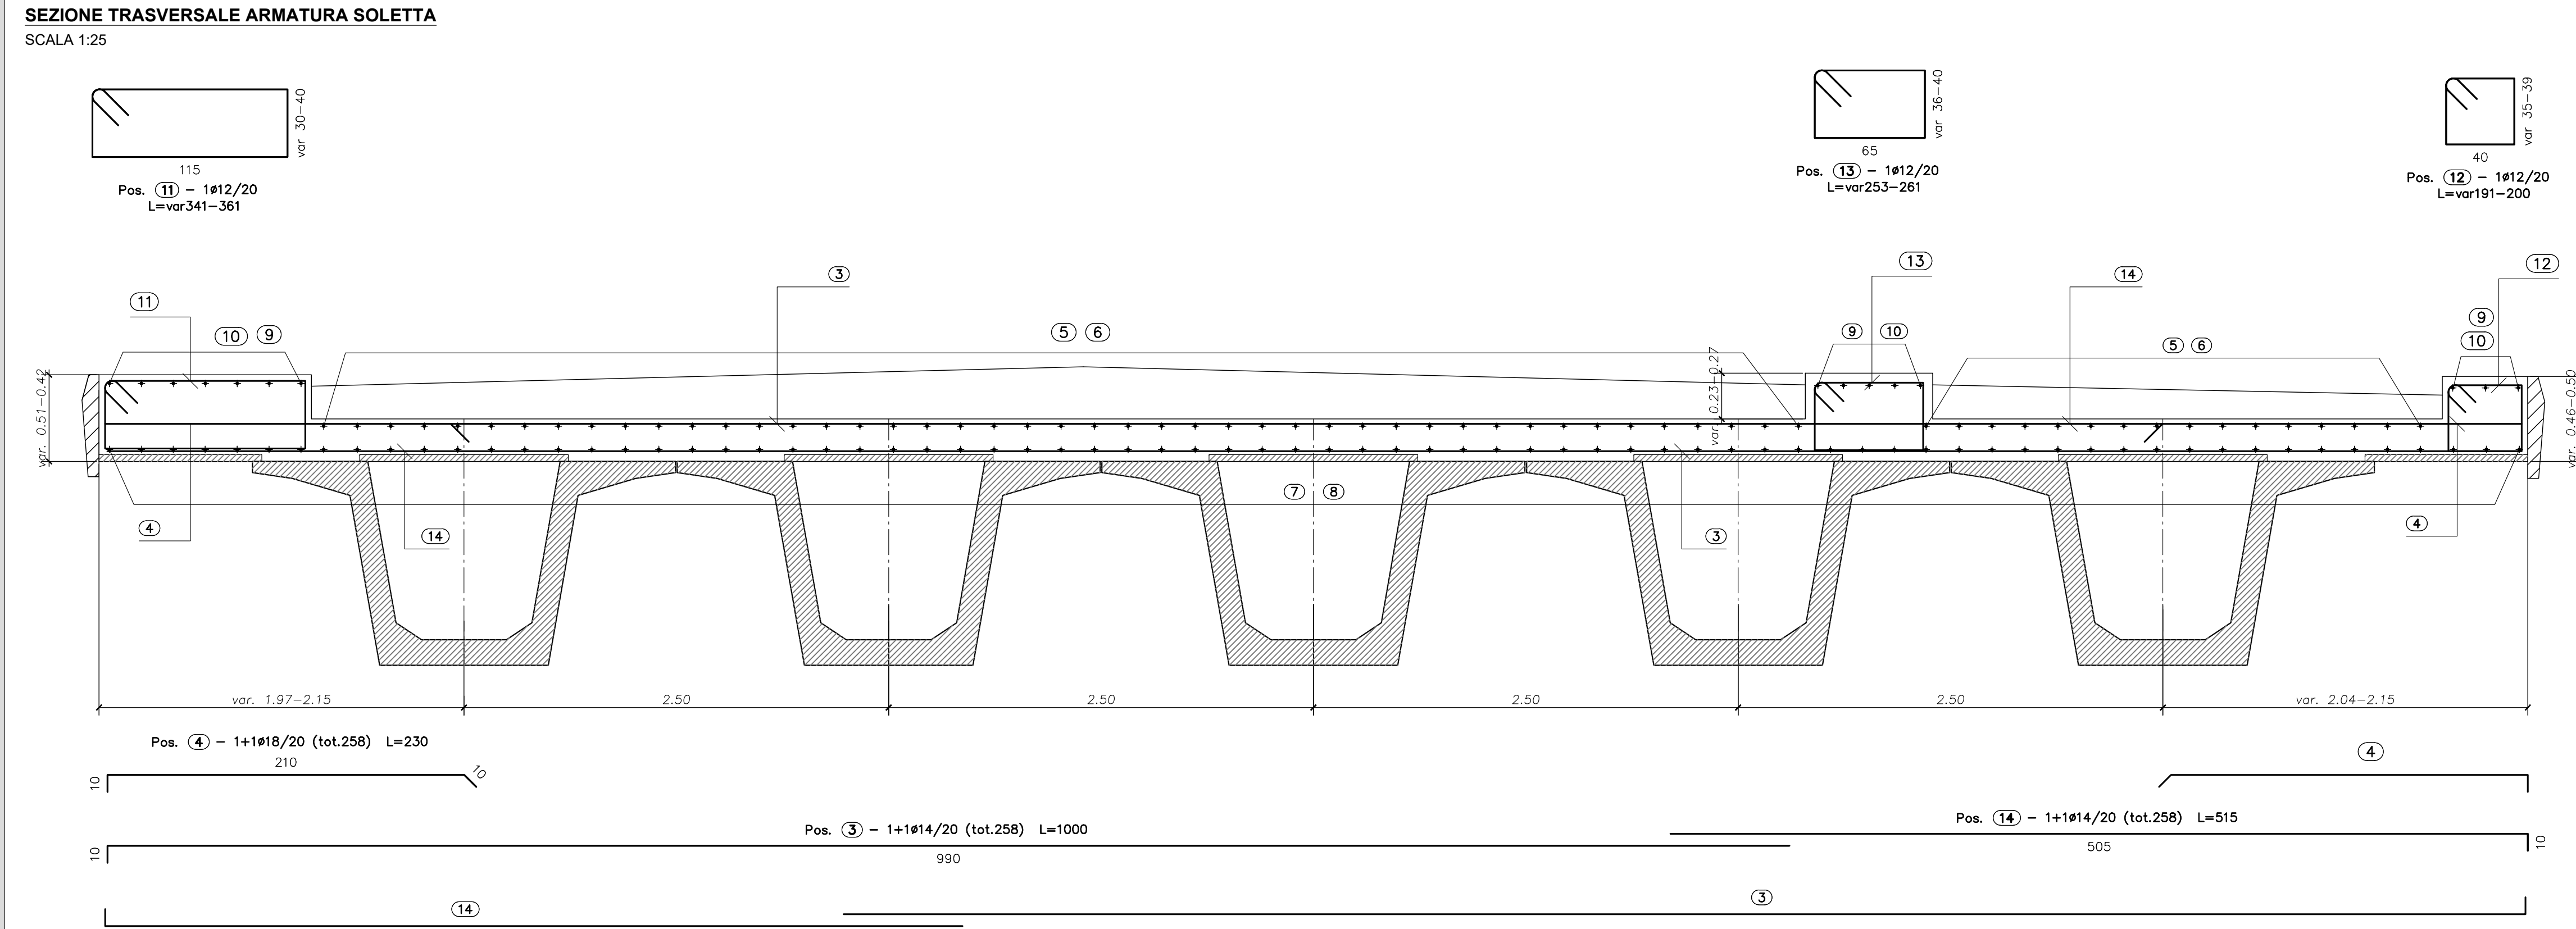 SEZIONE TRASVERSALE ARMATURA SOLETTA
SCALA 1:25
115
var 30-40
Pos. 11 - 1ø12/20
L=var341-361
65
var 36-40
Pos. 13 - 1ø12/20
L=var253-261
40
var 35-39
Pos. 12 - 1ø12/20
L=var191-200
11
10 9
3
5 6
13
9 10
14
5 6
12
9
10
var. 0.51-0.42
var. 0.23-0.27
var. 0.46-0.50
4
14
7 8
3
4
var. 1.97-2.15
2.50
2.50
2.50
2.50
var. 2.04-2.15
Pos. 4 - 1+1ø18/20 (tot.258) L=230
210
10
10
4
Pos. 3 - 1+1ø14/20 (tot.258) L=1000
10
990
Pos. 14 - 1+1ø14/20 (tot.258) L=515
505
10
14
3